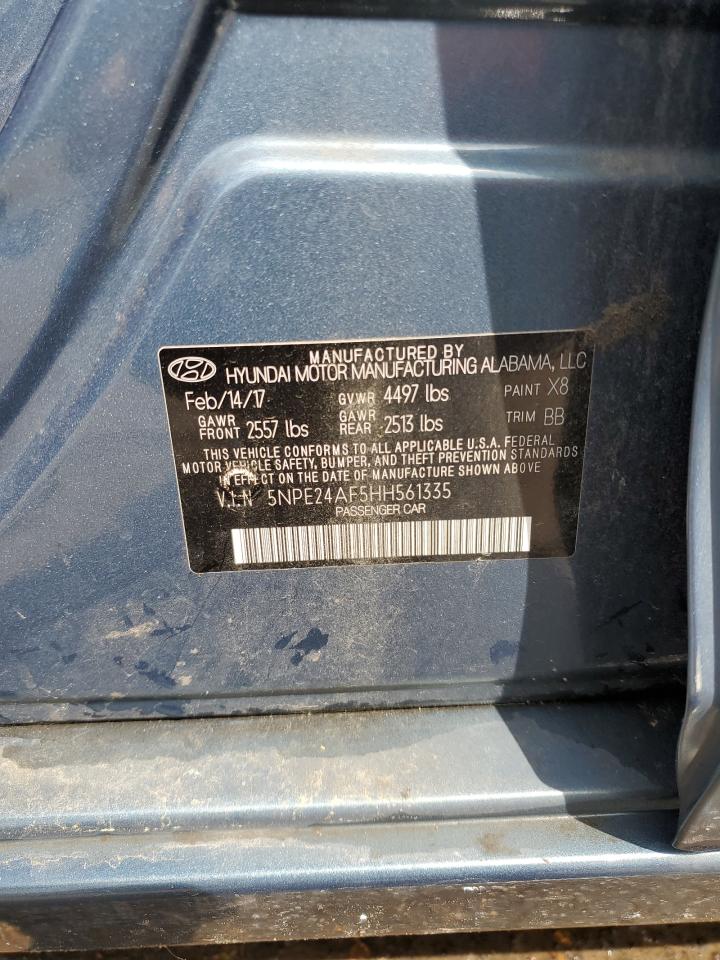 MANUFACTURED BY
HYUNDAI MOTOR MANUFACTURING ALABAMA, LLC
Feb/14/17 GVWR 4497 lbs PAINT X8
GAWR FRONT 2557 lbs GAWR REAR 2513 lbs TRIM BB
THIS VEHICLE CONFORMS TO ALL APPLICABLE U.S.A. FEDERAL
MOTOR VEHICLE SAFETY, BUMPER, AND THEFT PREVENTION STANDARDS
IN EFFECT ON THE DATE OF MANUFACTURE SHOWN ABOVE
V.I.N 5NPE24AF5HH561335
PASSENGER CAR